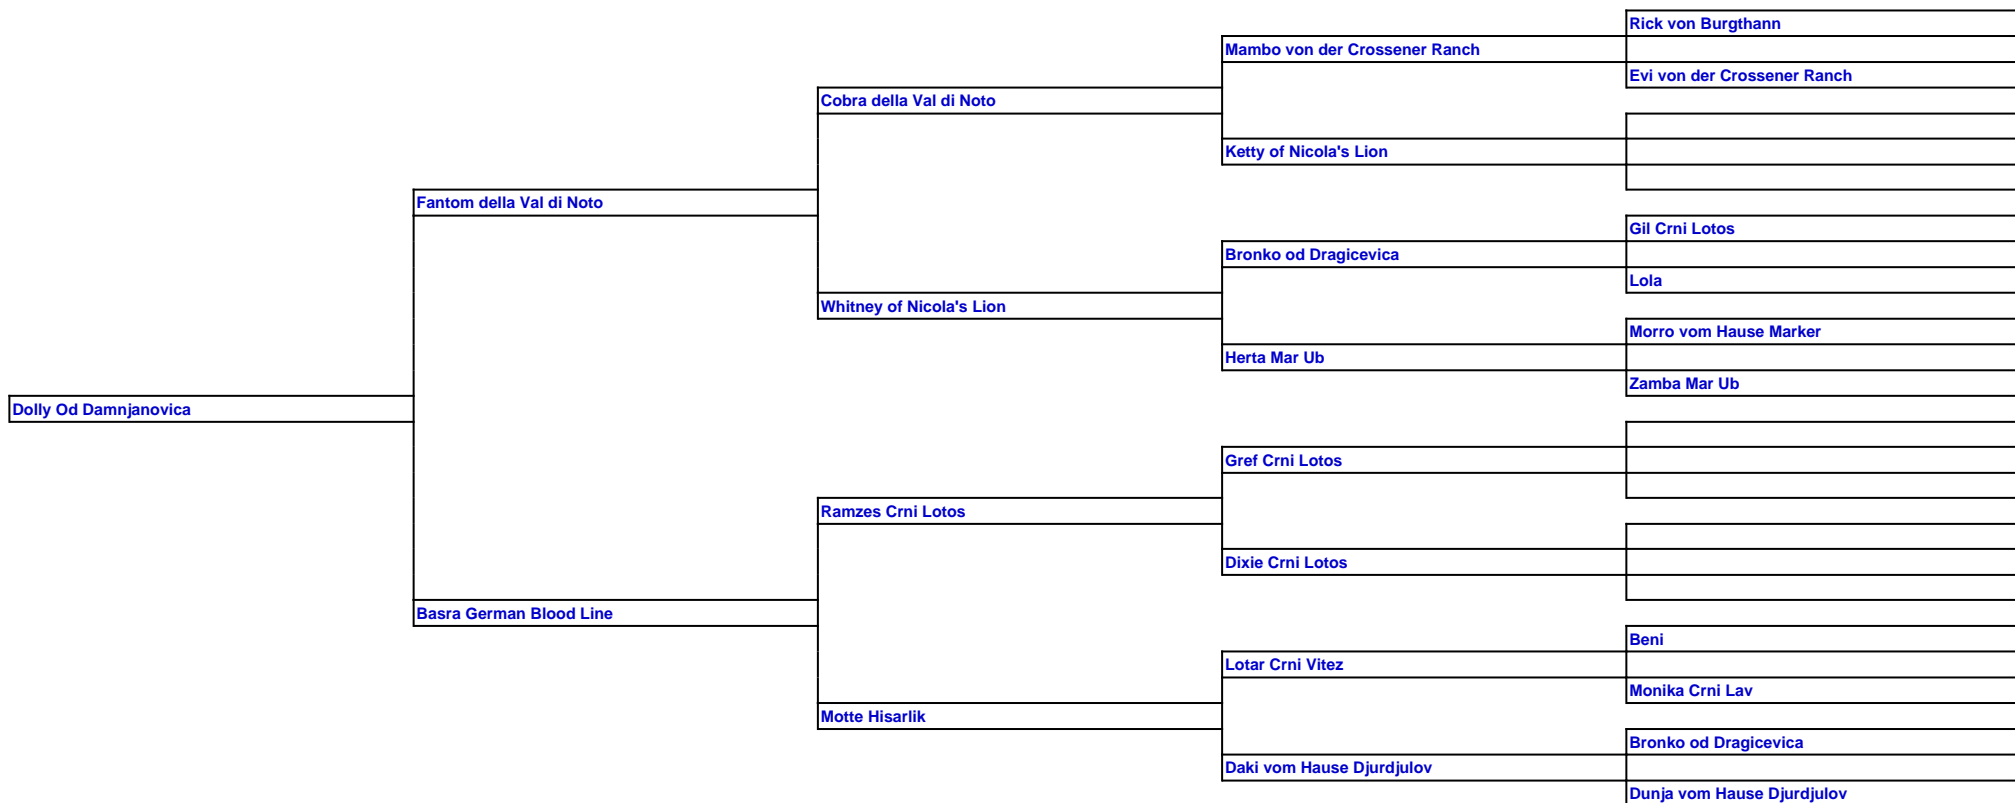 Rick von Burgthann
Mambo von der Crossener Ranch
Evi von der Crossener Ranch
Cobra della Val di Noto
Ketty of Nicola's Lion
Fantom della Val di Noto
Gil Crni Lotos
Bronko od Dragicevica
Lola
Whitney of Nicola's Lion
Morro vom Hause Marker
Herta Mar Ub
Zamba Mar Ub
Dolly Od Damnjanovica
Gref Crni Lotos
Ramzes Crni Lotos
Dixie Crni Lotos
Basra German Blood Line
Beni
Lotar Crni Vitez
Monika Crni Lav
Motte Hisarlik
Bronko od Dragicevica
Daki vom Hause Djurdjulov
Dunja vom Hause Djurdjulov